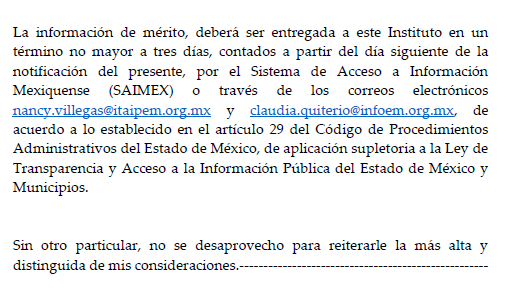 La información de mérito, deberá ser entregada a este Instituto en un
término no mayor a tres días, contados a partir del día siguiente de la
notificación del presente, por el Sistema de Acceso a Información
Mexiquense (SAIMEX) o través de los correos electrónicos
nancy.villegas@itaipem.org.mx y claudia.quiterio@infoem.org.mx, de
acuerdo a lo establecido en el artículo 29 del Código de Procedimientos
Administrativos del Estado de México, de aplicación supletoria a la Ley de
Transparencia y Acceso a la Información Pública del Estado de México y
Municipios.
Sin otro particular, no se desaprovecho para reiterarle la más alta y
distinguida de mis consideraciones.----------------------------------------------------